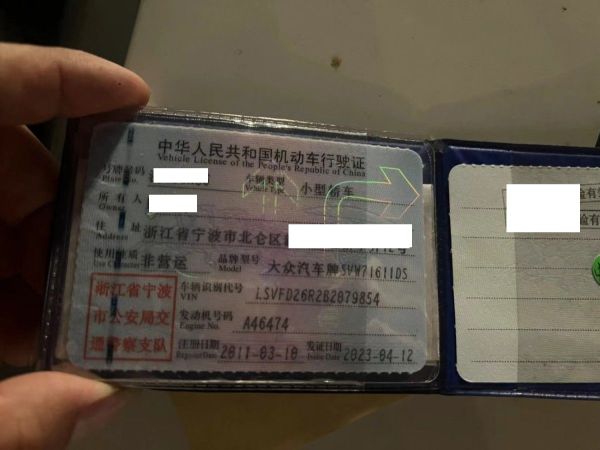 中华人民共和国机动车行驶证
Vehicle License of the People's Republic of China
号牌号码 车辆类型 小型轿车
Plate No. Vehicle Type
所有人
Owner
住址 浙江省宁波市北仑区
Address
使用性质 非营运 品牌型号 大众汽车牌SVW71611DS
Use Character Model
浙江省宁波市公安局交通警察支队
车辆识别代号 LSVFD26R2B2879854
VIN
发动机号码 A46474
Engine No.
注册日期 2011-03-10 发证日期 2023-04-12
Register Date Issue Date